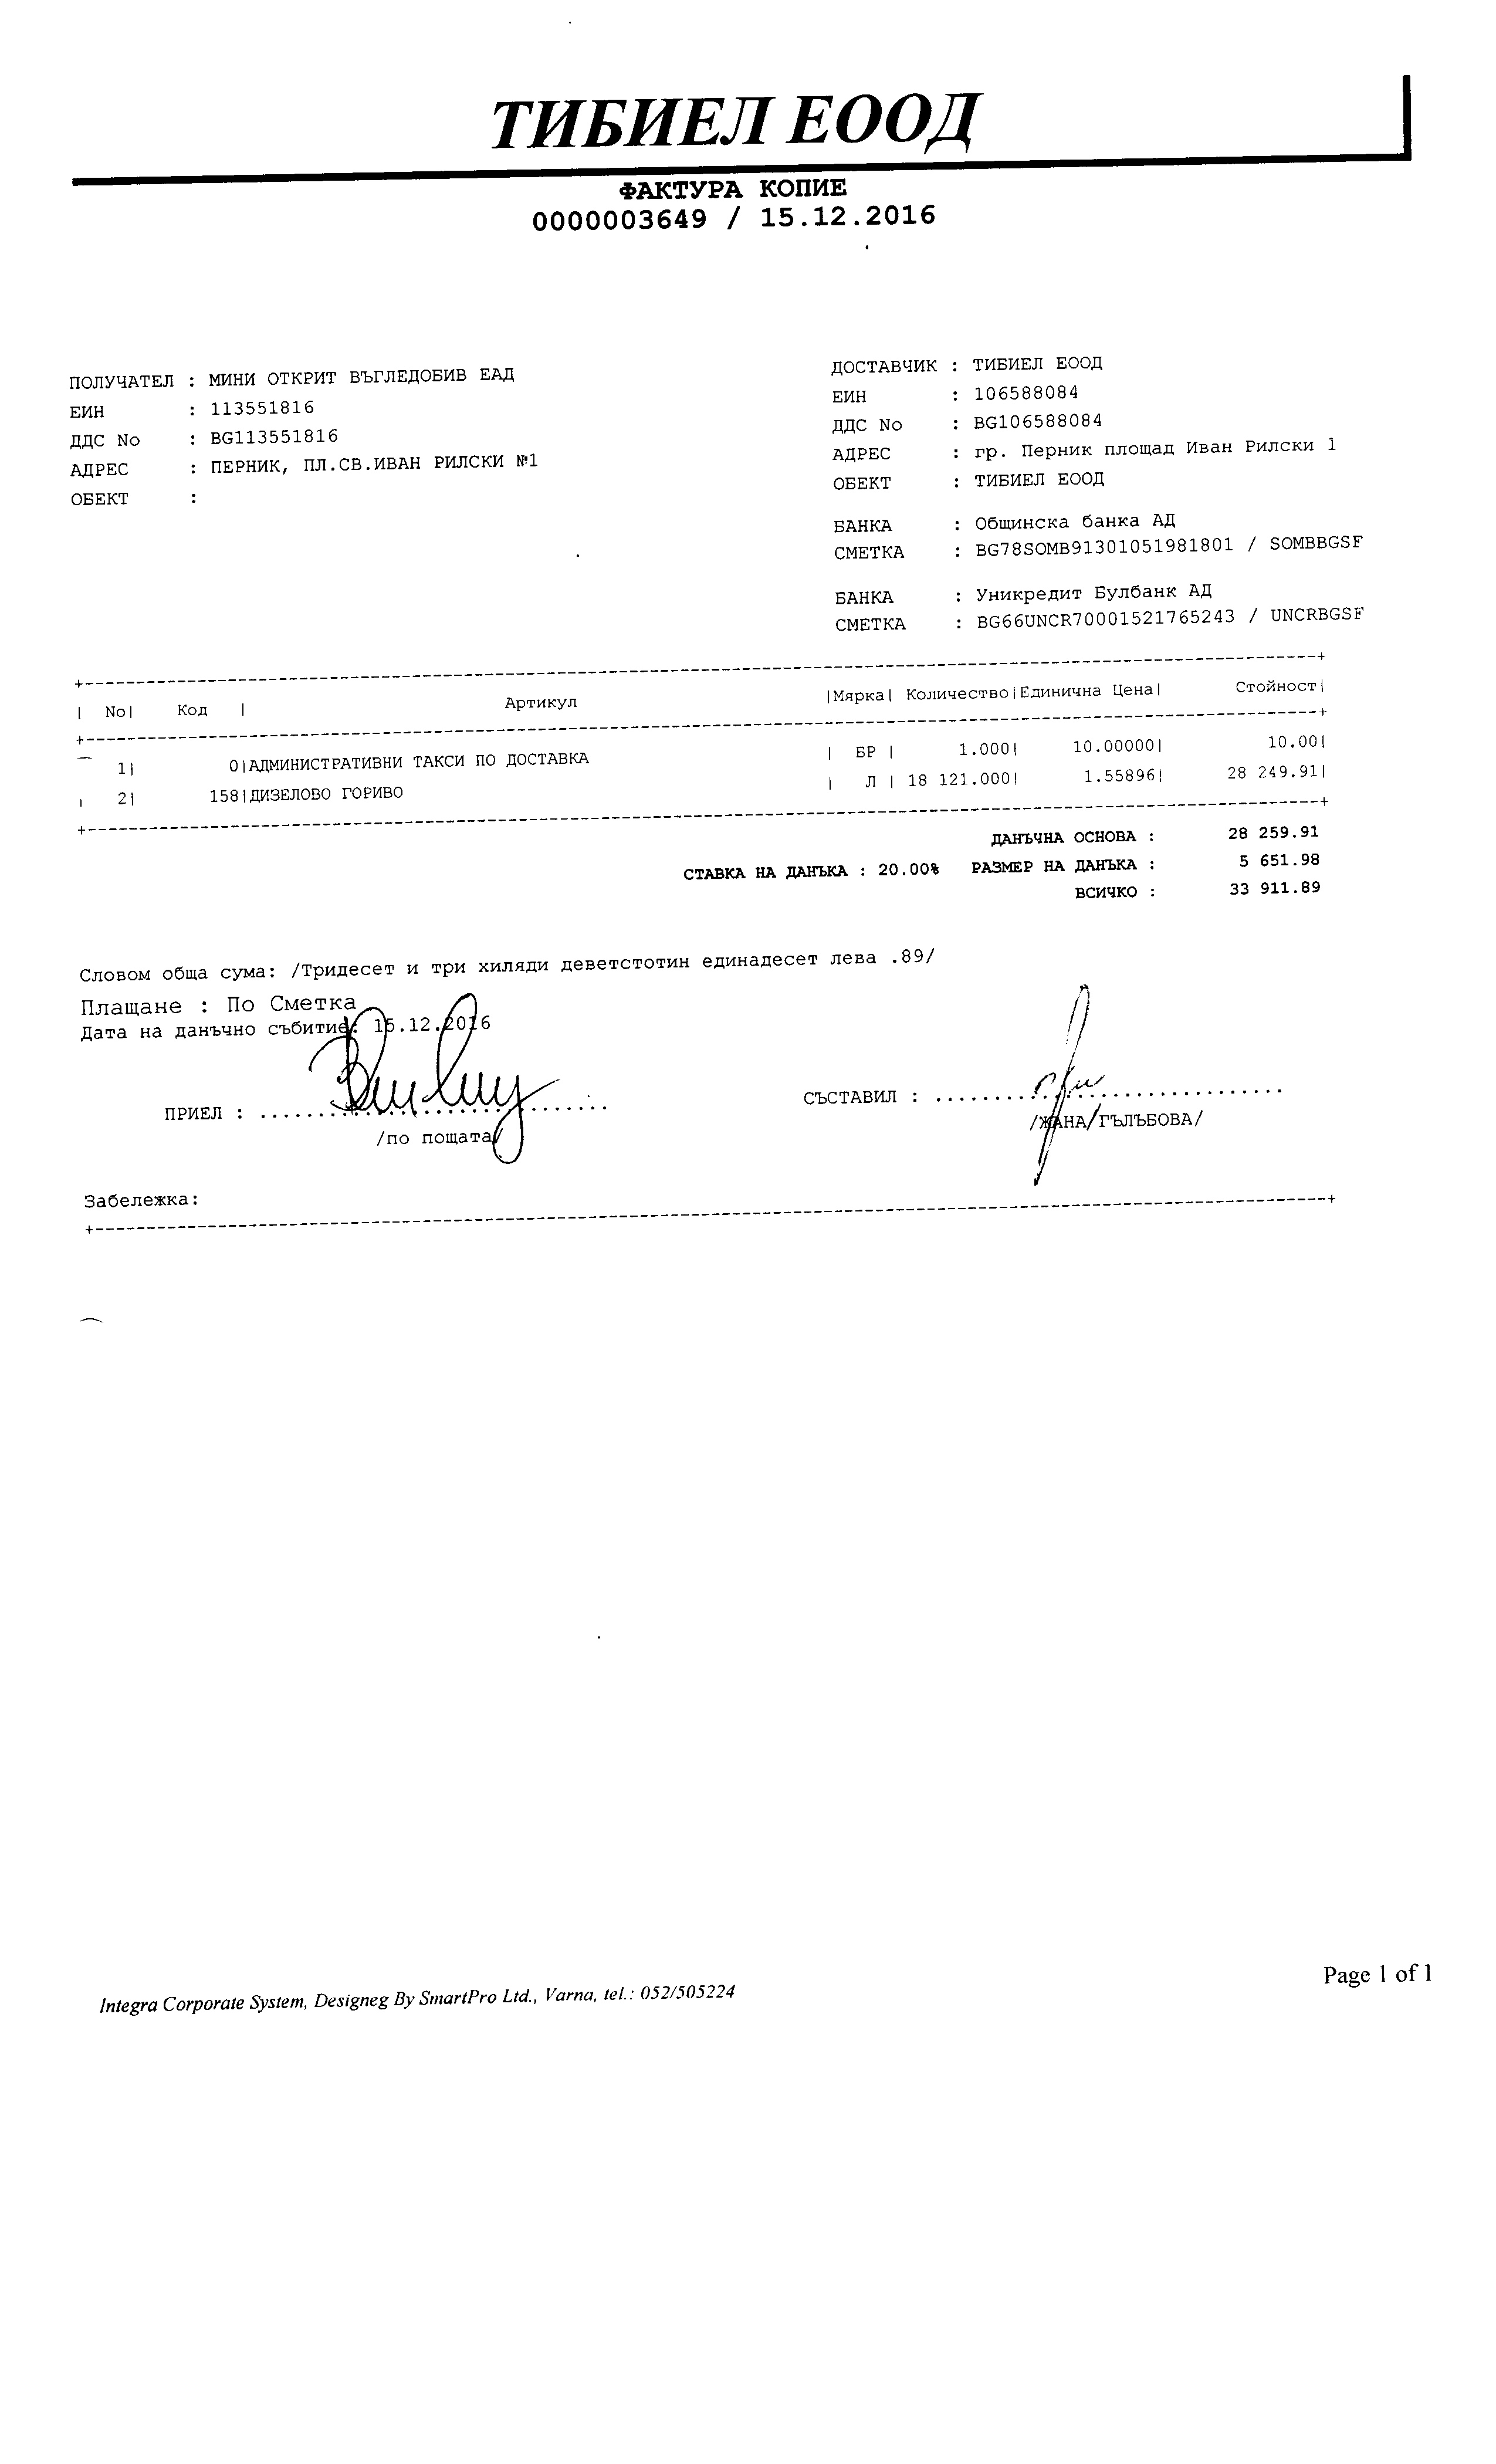 ТИБИЕЛ ЕООД
ФАКТУРА КОПИЕ
0000003649 / 15.12.2016
ПОЛУЧАТЕЛ : МИНИ ОТКРИТ ВЪГЛЕДОБИВ ЕАД
ЕИН : 113551816
ДДС No : BG113551816
АДРЕС : ПЕРНИК, ПЛ.СВ.ИВАН РИЛСКИ №1
ОБЕКТ :
ДОСТАВЧИК : ТИБИЕЛ ЕООД
ЕИН : 106588084
ДДС No : BG106588084
АДРЕС : гр. Перник площад Иван Рилски 1
ОБЕКТ : ТИБИЕЛ ЕООД
БАНКА : Общинска банка АД
СМЕТКА : BG78SOMB91301051981801 / SOMBBGSF
БАНКА : Уникредит Булбанк АД
СМЕТКА : BG66UNCR70001521765243 / UNCRBGSF
| No| Код | Артикул |Мярка| Количество|Единична Цена| Стойност|
1| 0|АДМИНИСТРАТИВНИ ТАКСИ ПО ДОСТАВКА | БР | 1.000| 10.00000| 10.00|
| 2| 158|ДИЗЕЛОВО ГОРИВО | Л | 18 121.000| 1.55896| 28 249.91|
ДАНЪЧНА ОСНОВА : 28 259.91
СТАВКА НА ДАНЪКА : 20.00% РАЗМЕР НА ДАНЪКА : 5 651.98
ВСИЧКО : 33 911.89
Словом обща сума: /Тридесет и три хиляди деветстотин единадесет лева .89/
Плащане : По Сметка
Дата на данъчно събитие: 15.12.2016
ПРИЕЛ : ..............................
/по пощата/
СЪСТАВИЛ : ..............................
/ЖАНА ГЪЛЪБОВА/
Забележка:
Integra Corporate System, Designeg By SmartPro Ltd., Varna, tel.: 052/505224
Page 1 of 1